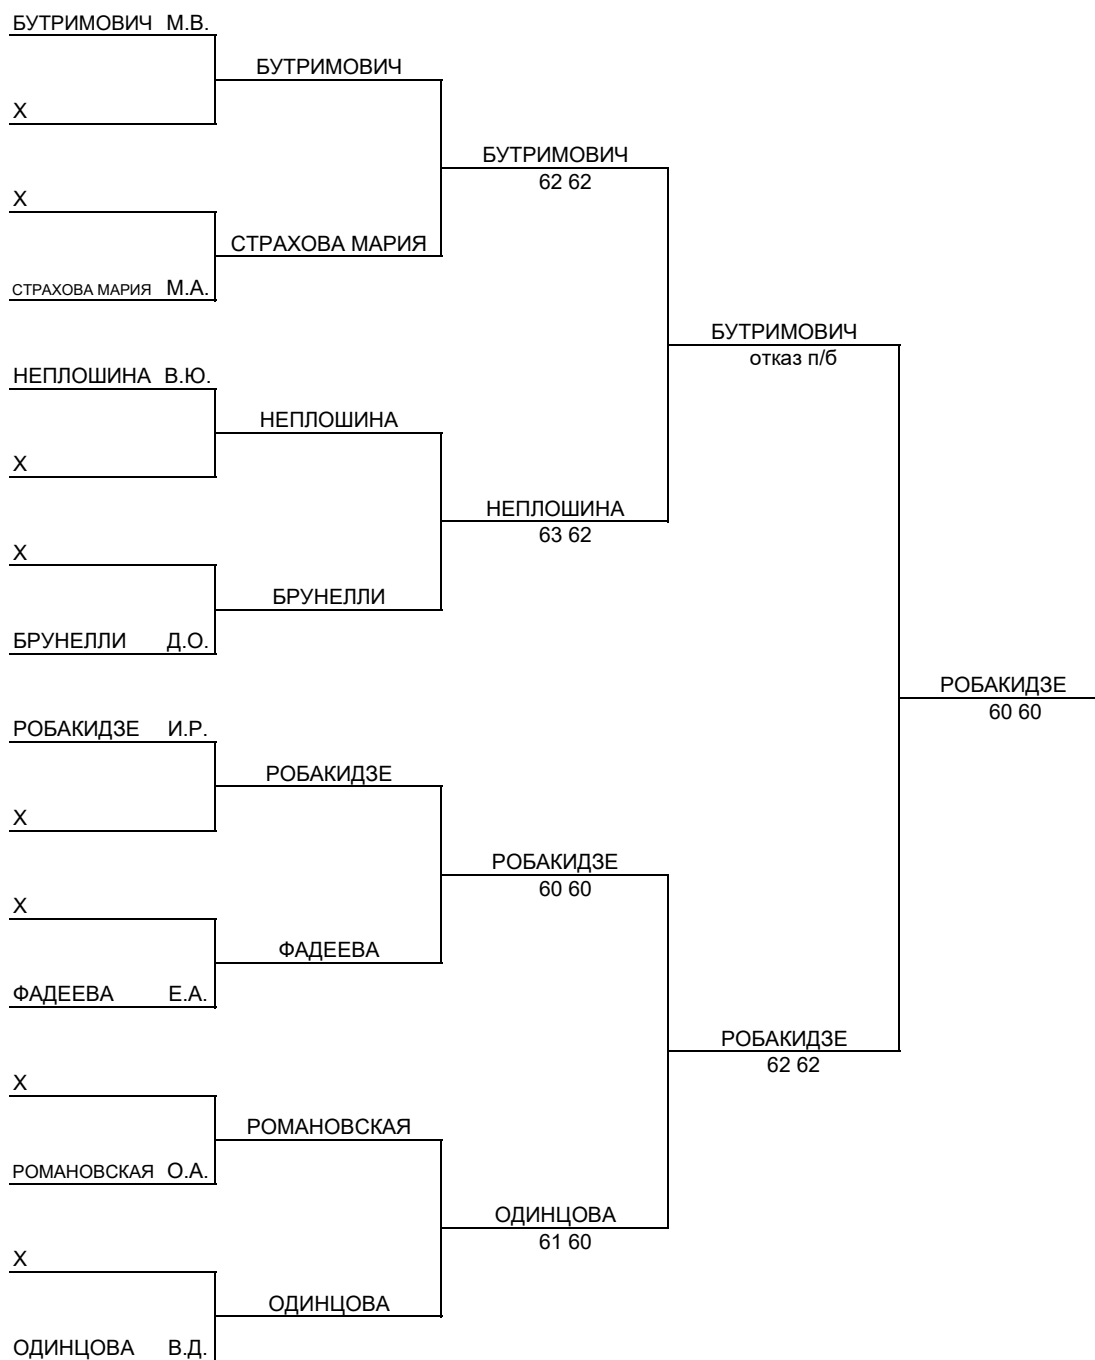 БУТРИМОВИЧ М.В.
БУТРИМОВИЧ
X
БУТРИМОВИЧ
62 62
X
СТРАХОВА МАРИЯ
СТРАХОВА МАРИЯ М.А.
БУТРИМОВИЧ
отказ п/б
НЕПЛОШИНА В.Ю.
НЕПЛОШИНА
X
НЕПЛОШИНА
63 62
X
БРУНЕЛЛИ
БРУНЕЛЛИ Д.О.
РОБАКИДЗЕ
60 60
РОБАКИДЗЕ И.Р.
РОБАКИДЗЕ
X
РОБАКИДЗЕ
60 60
X
ФАДЕЕВА
ФАДЕЕВА Е.А.
РОБАКИДЗЕ
62 62
X
РОМАНОВСКАЯ
РОМАНОВСКАЯ О.А.
ОДИНЦОВА
61 60
X
ОДИНЦОВА
ОДИНЦОВА В.Д.